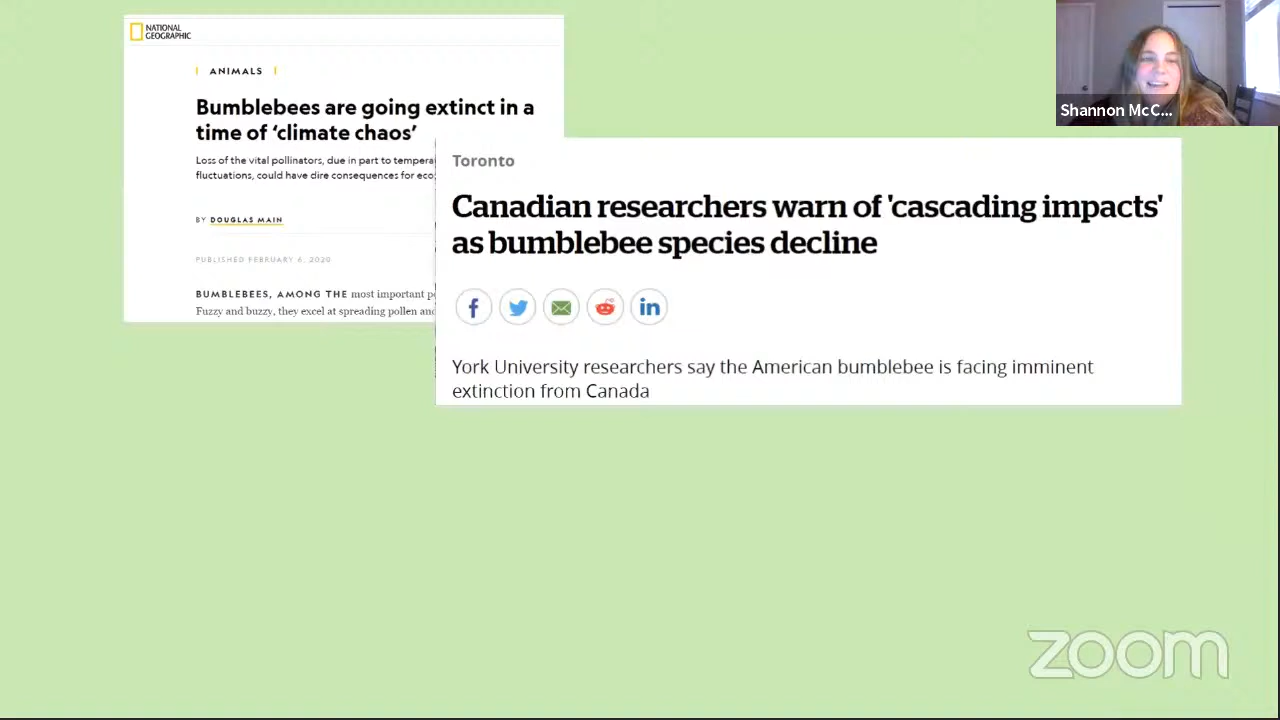 NATIONAL
GEOGRAPHIC
ANIMALS
Bumblebees are going extinct in a
time of ‘climate chaos’
Loss of the vital pollinators, due in part to
fluctuations, could have dire consequences for
BY DOUGLAS MAIN
PUBLISHED FEBRUARY 6, 2020
BUMBLEBEES, AMONG THE most important
Fuzzy and buzzy, they excel at spreading pollen
Toronto
Canadian researchers warn of 'cascading impacts'
as bumblebee species decline
f
in
York University researchers say the American bumblebee is facing imminent
extinction from Canada
Shannon McC...
zoom